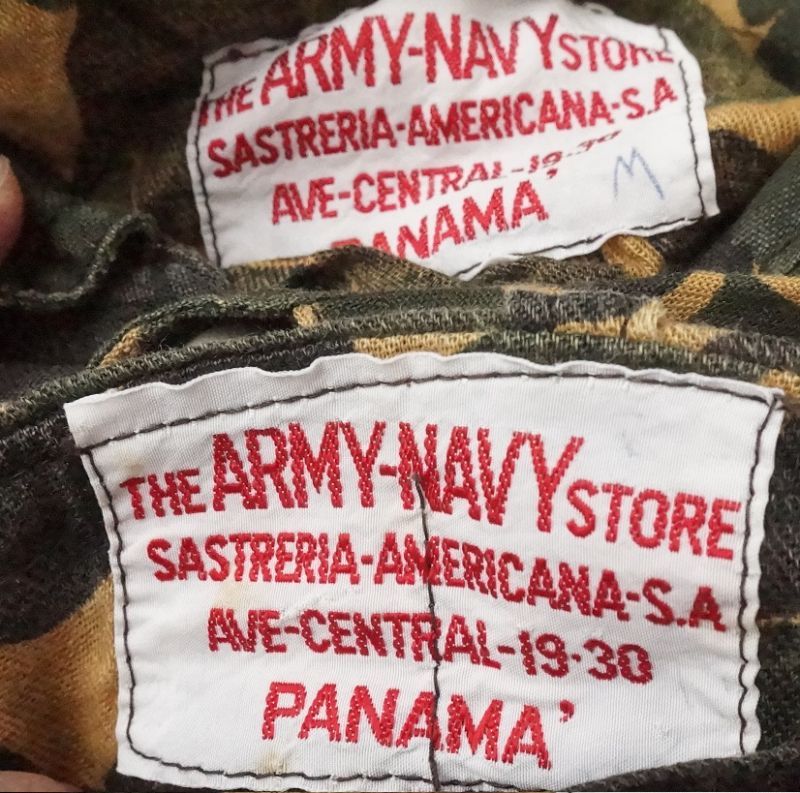 THE ARMY-NAVY STORE
SASTRERIA-AMERICANA-S.A
AVE-CENTRAL-19-30
M
PANAMA'
THE ARMY-NAVY STORE
SASTRERIA-AMERICANA-S.A
AVE-CENTRAL-19-30
PANAMA'